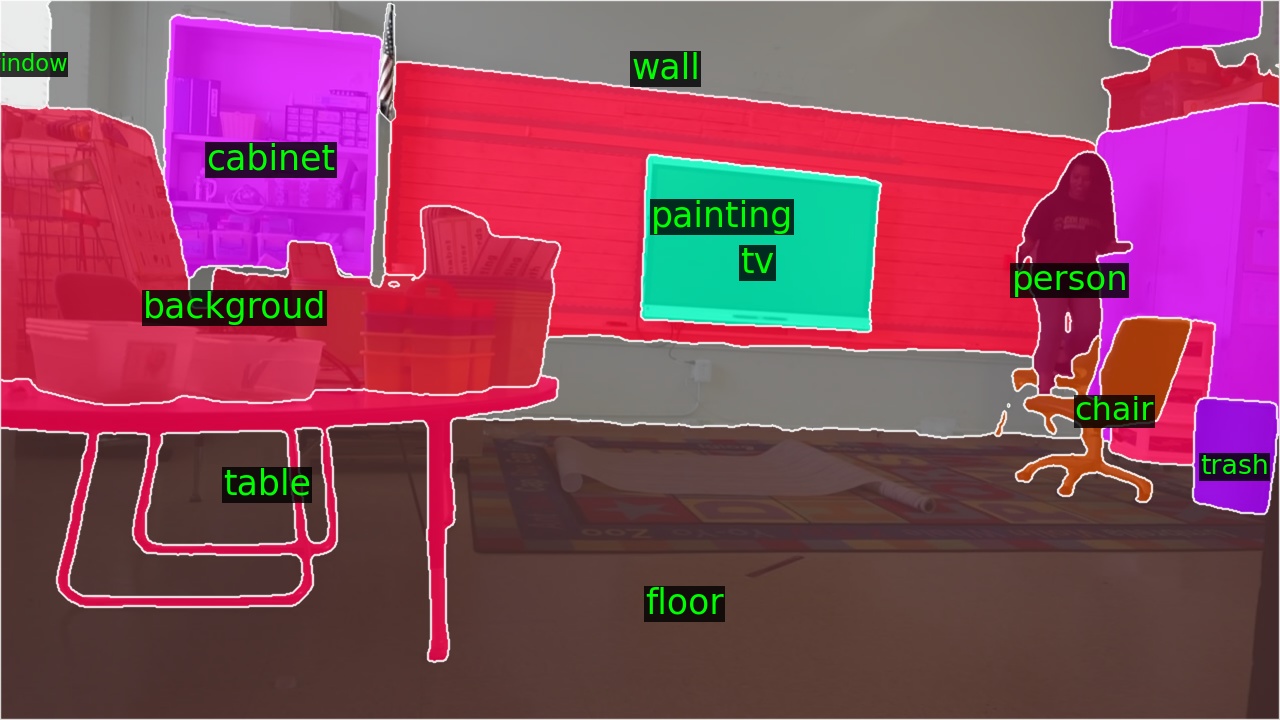 wall
indow
cabinet
painting
tv
person
backgroud
chair
trash
table
floor